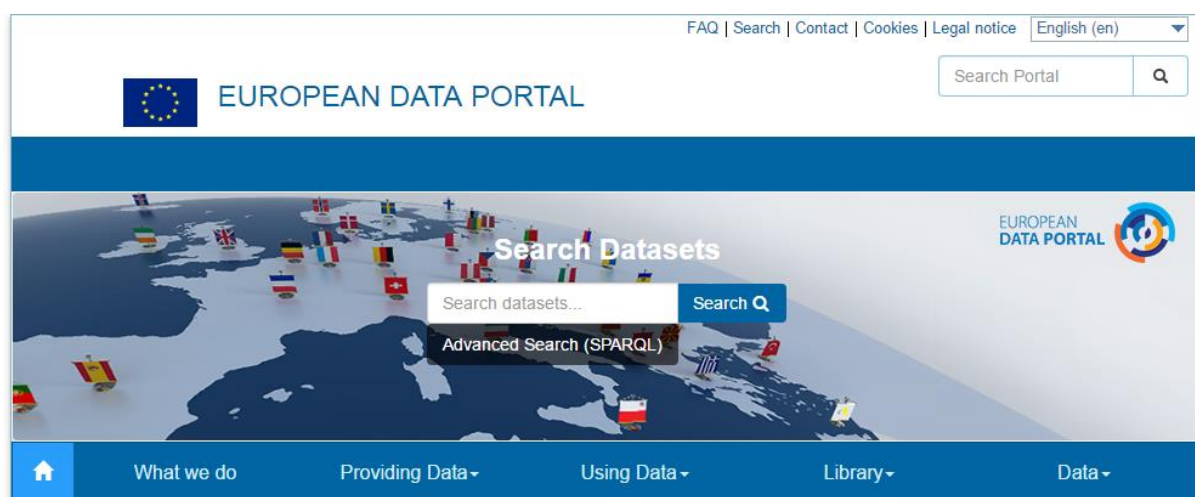 FAQ | Search | Contact | Cookies | Legal notice English (en)
Search Portal
EUROPEAN DATA PORTAL
EUROPEAN
DATA PORTAL
Search Datasets
Search datasets... Search
Advanced Search (SPARQL)
What we do Providing Data Using Data Library Data